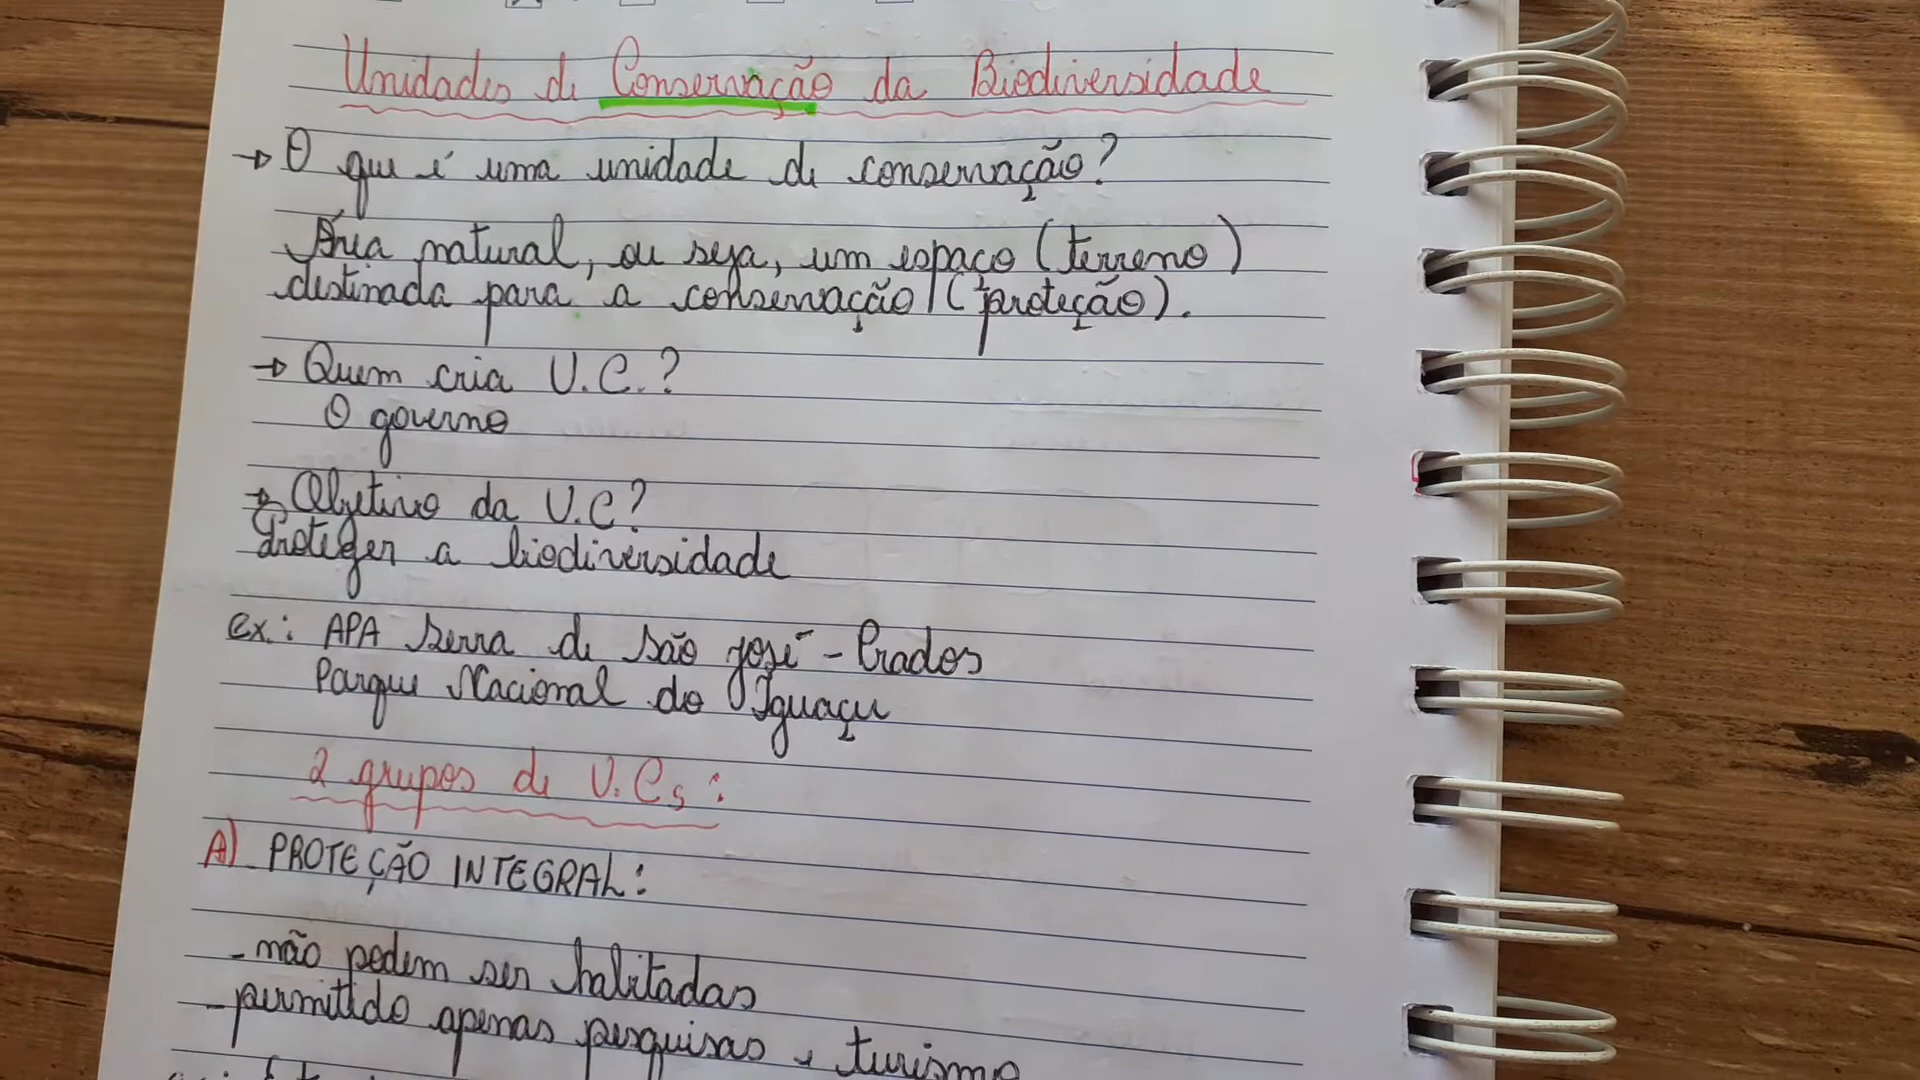 Unidades de Conservação da Biodiversidade
→ O que é uma unidade de conservação?
Área natural, ou seja, um espaço (terreno)
destinada para a conservação (proteção).
→ Quem cria U.C.?
O governo
→ Objetivo da U.C?
Proteger a biodiversidade
ex.: APA Serra de São José - Prados
Parque Nacional do Iguaçu
2 grupos de U.Cs:
A) PROTEÇÃO INTEGRAL:
- não podem ser habitadas
- permitido apenas pesquisas e turismo